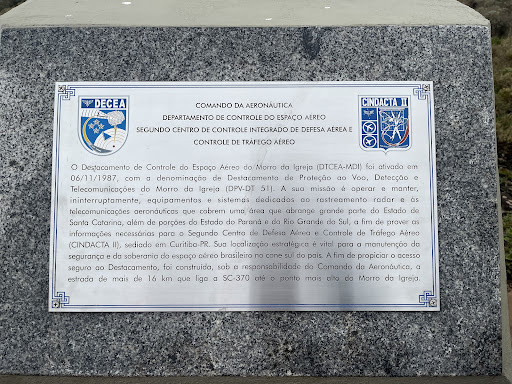 DECEA
CINDACTA II
COMANDO DA AERONÁUTICA
DEPARTAMENTO DE CONTROLE DO ESPAÇO AÉREO
SEGUNDO CENTRO DE CONTROLE INTEGRADO DE DEFESA AÉREA E
CONTROLE DE TRÁFEGO AÉREO
O Destacamento de Controle do Espaço Aéreo do Morro da Igreja (DTCEA-MDI) foi ativado em
06/11/1987, com a denominação de Destacamento de Proteção ao Voo, Detecção e
Telecomunicações do Morro da Igreja (DPV-DT 51). A sua missão é operar e manter,
ininterruptamente, equipamentos e sistemas dedicados ao rastreamento radar e às
telecomunicações aeronáuticas que cobrem uma área que abrange grande parte do Estado de
Santa Catarina, além de porções do Estado do Paraná e do Rio Grande do Sul, a fim de prover as
informações necessárias para o Segundo Centro de Defesa Aérea e Controle de Tráfego Aéreo
(CINDACTA II), sediado em Curitiba-PR. Sua localização estratégica é vital para a manutenção da
segurança e da soberania do espaço aéreo brasileiro no cone sul do país. A fim de propiciar o acesso
seguro ao Destacamento, foi construída, sob a responsabilidade do Comando da Aeronáutica, a
estrada de mais de 16 km que liga a SC-370 até o ponto mais alto do Morro da Igreja.